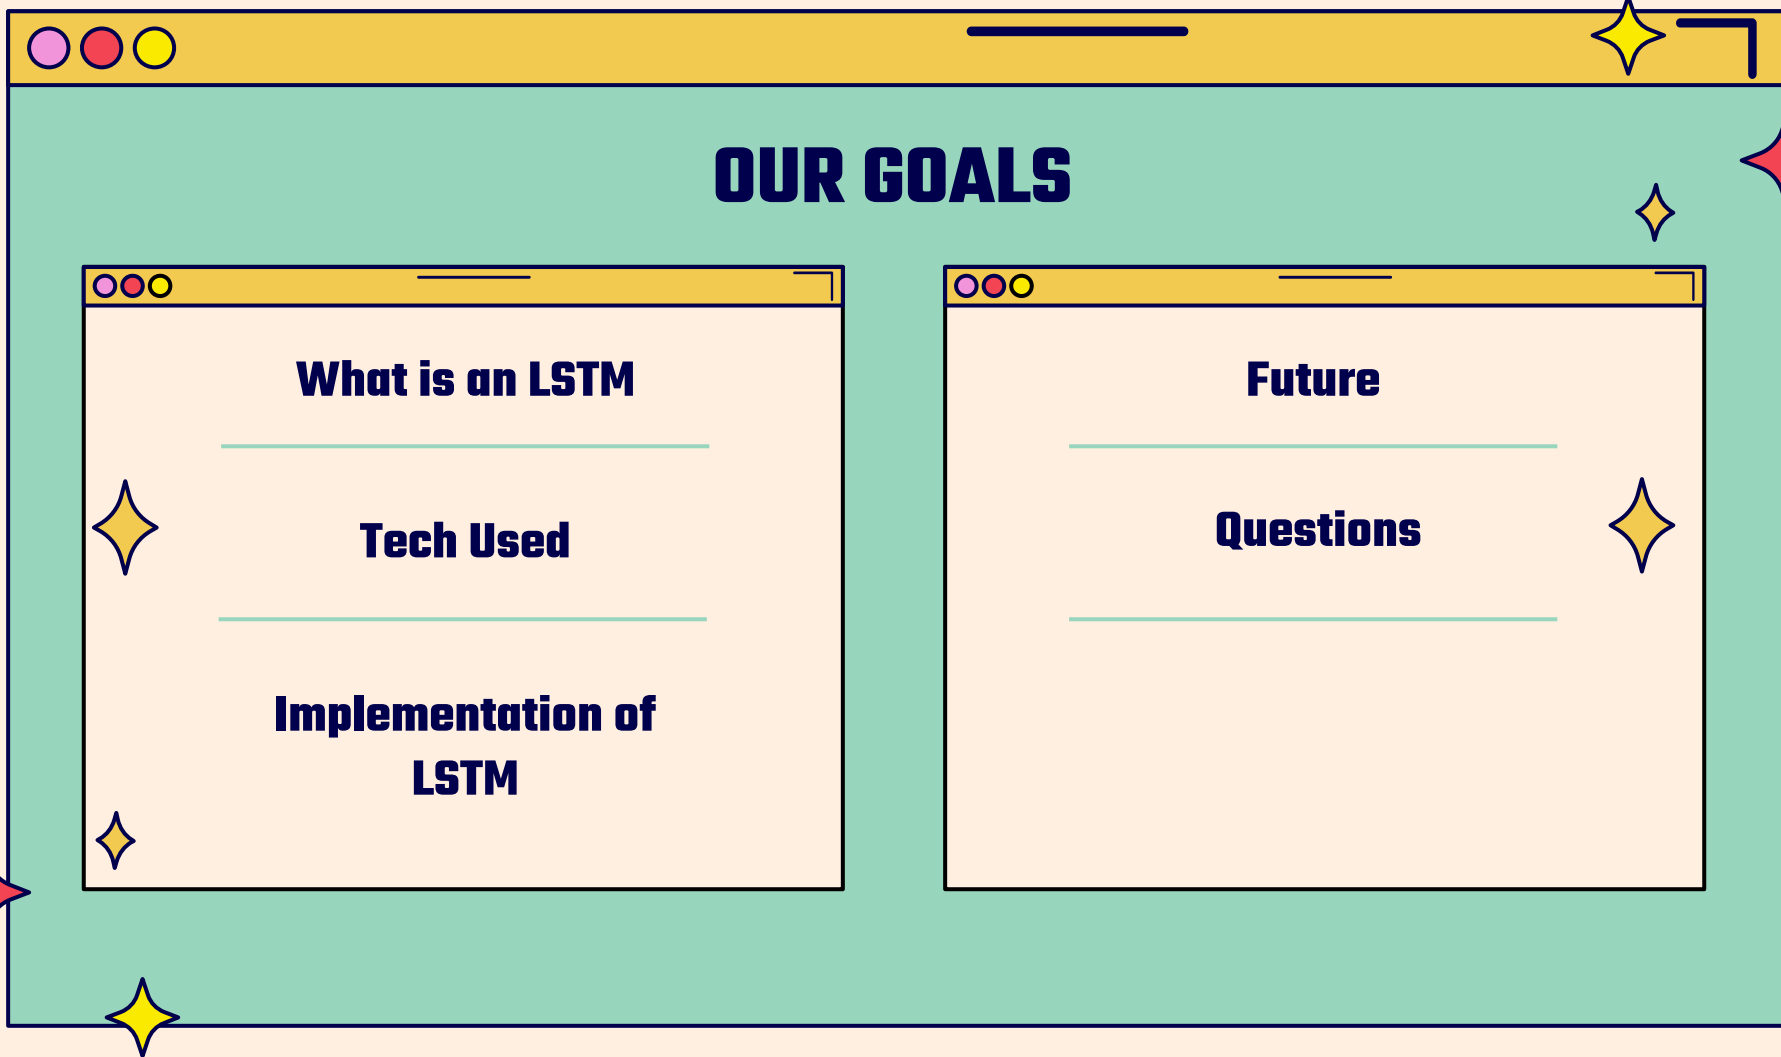 OUR GOALS
What is an LSTM
Tech Used
Implementation of
LSTM
Future
Questions